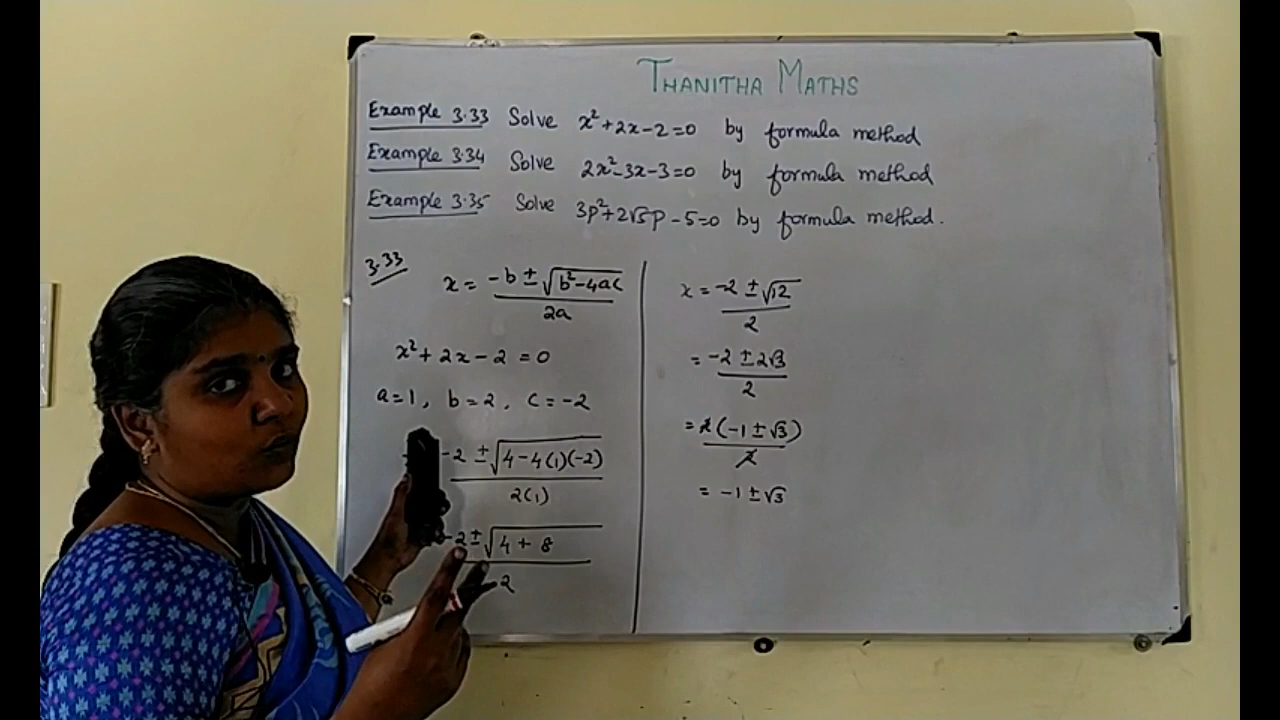 THANITHA MATHS
Example 3.33 Solve x²+2x-2=0 by formula method
Example 3.34 Solve 2x²-3x-3=0 by formula method
Example 3.35 Solve 3p²+2√5p-5=0 by formula method.
3.33
x = -b ± √b²-4ac / 2a
x² + 2x - 2 = 0
a=1, b=2, c=-2
-2 ± √4-4(1)(-2) / 2(1)
-2 ± √4 + 8 / 2
x = -2 ± √12 / 2
= -2 ± 2√3 / 2
= 2(-1 ± √3) / 2
= -1 ± √3